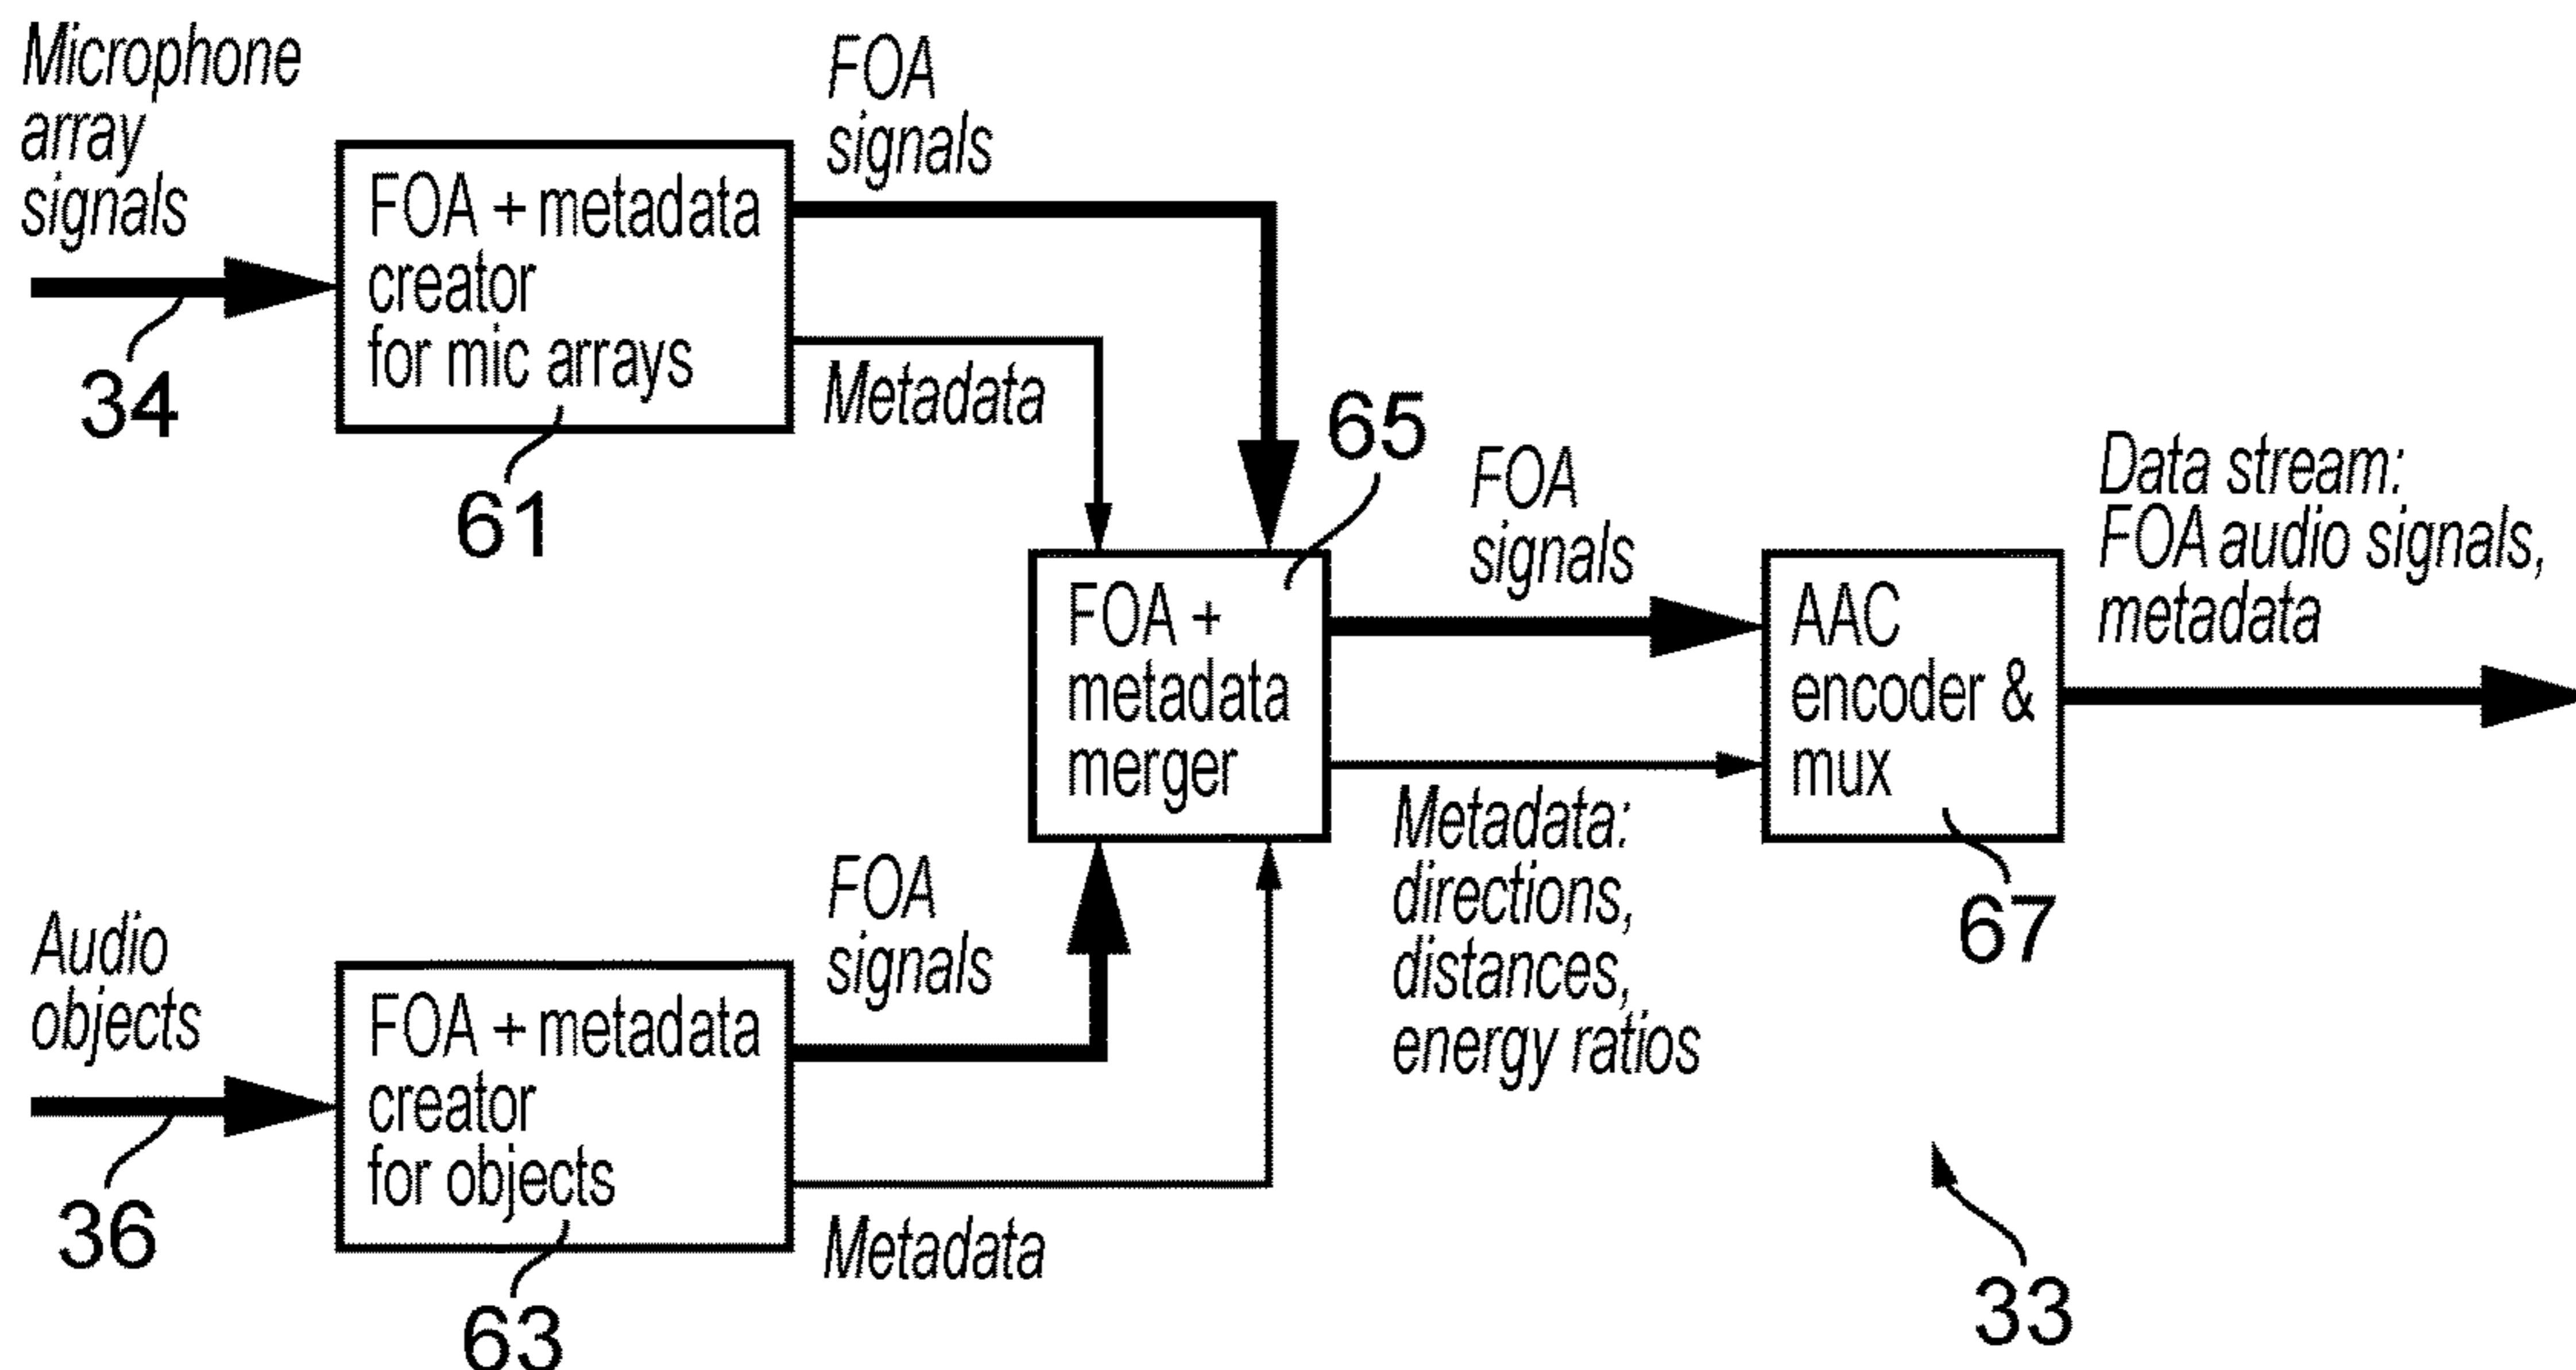 Microphone
array
signals
34
FOA + metadata
creator
for mic arrays
61
FOA
signals
Metadata
Audio
objects
36
FOA + metadata
creator
for objects
63
FOA
signals
Metadata
65
FOA +
metadata
merger
FOA
signals
Metadata:
directions,
distances,
energy ratios
AAC
encoder &
mux
67
Data stream:
FOA audio signals,
metadata
33